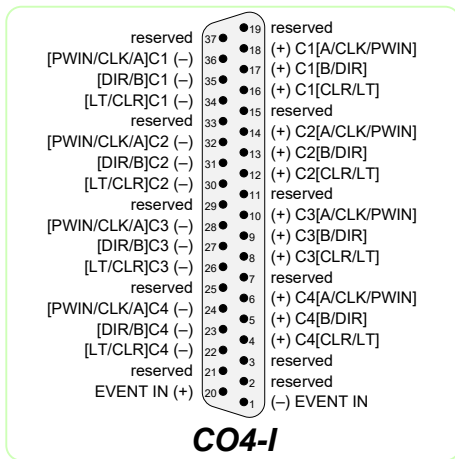 19 reserved
reserved 37
18 (+) C1[A/CLK/PWIN]
[PWIN/CLK/A]C1 (–) 36
17 (+) C1[B/DIR]
[DIR/B]C1 (–) 35
16 (+) C1[CLR/LT]
[LT/CLR]C1 (–) 34
15 reserved
reserved 33
14 (+) C2[A/CLK/PWIN]
[PWIN/CLK/A]C2 (–) 32
13 (+) C2[B/DIR]
[DIR/B]C2 (–) 31
12 (+) C2[CLR/LT]
[LT/CLR]C2 (–) 30
11 reserved
reserved 29
10 (+) C3[A/CLK/PWIN]
[PWIN/CLK/A]C3 (–) 28
9 (+) C3[B/DIR]
[DIR/B]C3 (–) 27
8 (+) C3[CLR/LT]
[LT/CLR]C3 (–) 26
7 reserved
reserved 25
6 (+) C4[A/CLK/PWIN]
[PWIN/CLK/A]C4 (–) 24
5 (+) C4[B/DIR]
[DIR/B]C4 (–) 23
4 (+) C4[CLR/LT]
[LT/CLR]C4 (–) 22
3 reserved
reserved 21
2 reserved
EVENT IN (+) 20
1 (–) EVENT IN
CO4-I